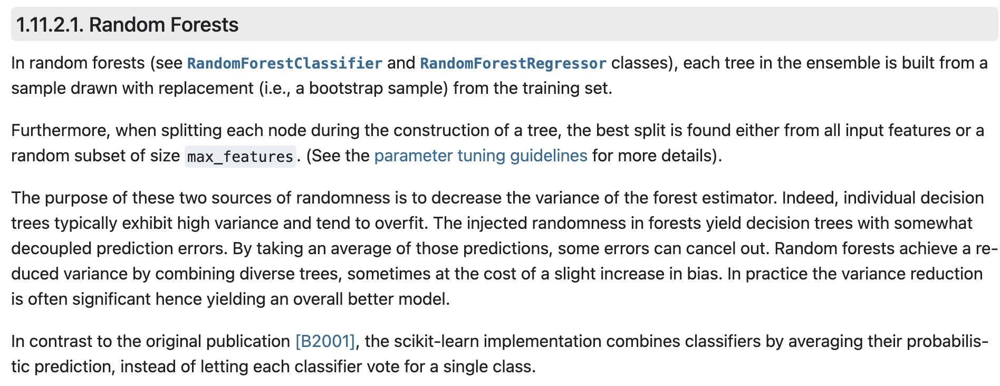 1.11.2.1. Random Forests
In random forests (see RandomForestClassifier and RandomForestRegressor classes), each tree in the ensemble is built from a
sample drawn with replacement (i.e., a bootstrap sample) from the training set.
Furthermore, when splitting each node during the construction of a tree, the best split is found either from all input features or a
random subset of size max_features. (See the parameter tuning guidelines for more details).
The purpose of these two sources of randomness is to decrease the variance of the forest estimator. Indeed, individual decision
trees typically exhibit high variance and tend to overfit. The injected randomness in forests yield decision trees with somewhat
decoupled prediction errors. By taking an average of those predictions, some errors can cancel out. Random forests achieve a re-
duced variance by combining diverse trees, sometimes at the cost of a slight increase in bias. In practice the variance reduction
is often significant hence yielding an overall better model.
In contrast to the original publication [B2001], the scikit-learn implementation combines classifiers by averaging their probabilis-
tic prediction, instead of letting each classifier vote for a single class.